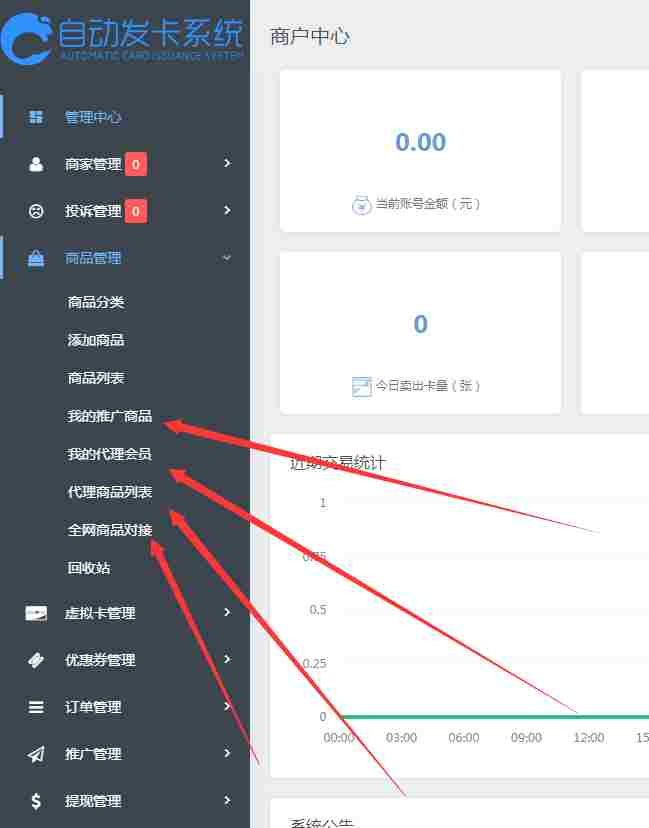 自动发卡系统
AUTOMATIC CARD ISSUANCE SYSTEM
管理中心
商家管理 0
投诉管理 0
商品管理
商品分类
添加商品
商品列表
我的推广商品
我的代理会员
代理商品列表
全网商品对接
回收站
虚拟卡管理
优惠券管理
订单管理
推广管理
提现管理
商户中心
0.00
当前账号金额（元）
0
今日卖出卡量（张）
近期交易统计
1
0.75
0.5
0.25
0
00:00 03:00 06:00 09:00 12:00 15
系统公告